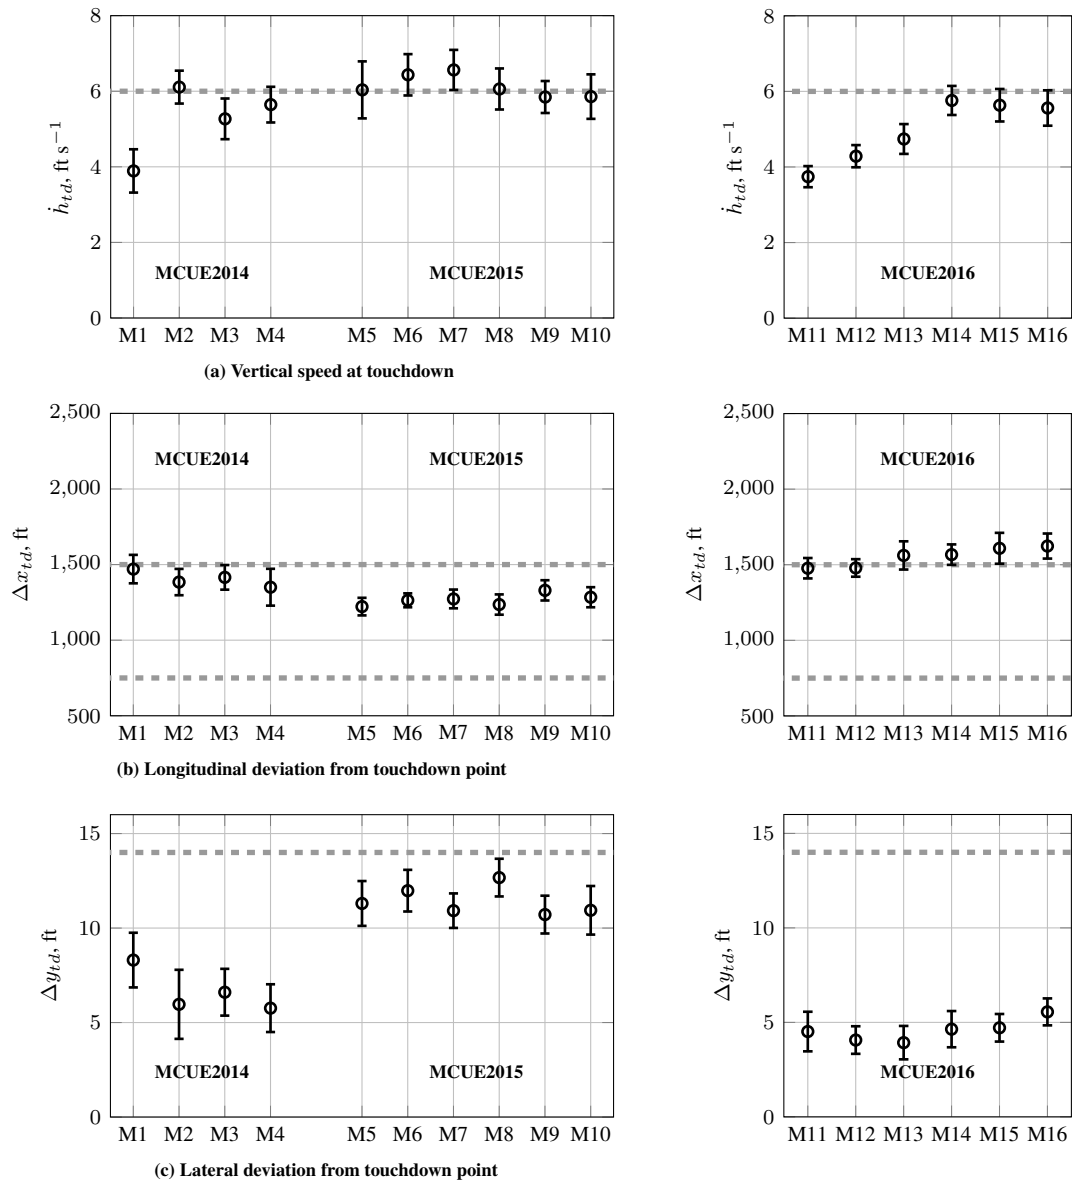 8
6
4
2
0
ḣtd, ft s−1
MCUE2014
MCUE2015
M1 M2 M3 M4 M5 M6 M7 M8 M9 M10
8
6
4
2
0
ḣtd, ft s−1
MCUE2016
M11 M12 M13 M14 M15 M16
(a) Vertical speed at touchdown
2,500
2,000
1,500
1,000
500
Δxtd, ft
MCUE2014
MCUE2015
M1 M2 M3 M4 M5 M6 M7 M8 M9 M10
2,500
2,000
1,500
1,000
500
Δxtd, ft
MCUE2016
M11 M12 M13 M14 M15 M16
(b) Longitudinal deviation from touchdown point
15
10
5
0
Δytd, ft
MCUE2014
MCUE2015
M1 M2 M3 M4 M5 M6 M7 M8 M9 M10
15
10
5
0
Δytd, ft
MCUE2016
M11 M12 M13 M14 M15 M16
(c) Lateral deviation from touchdown point